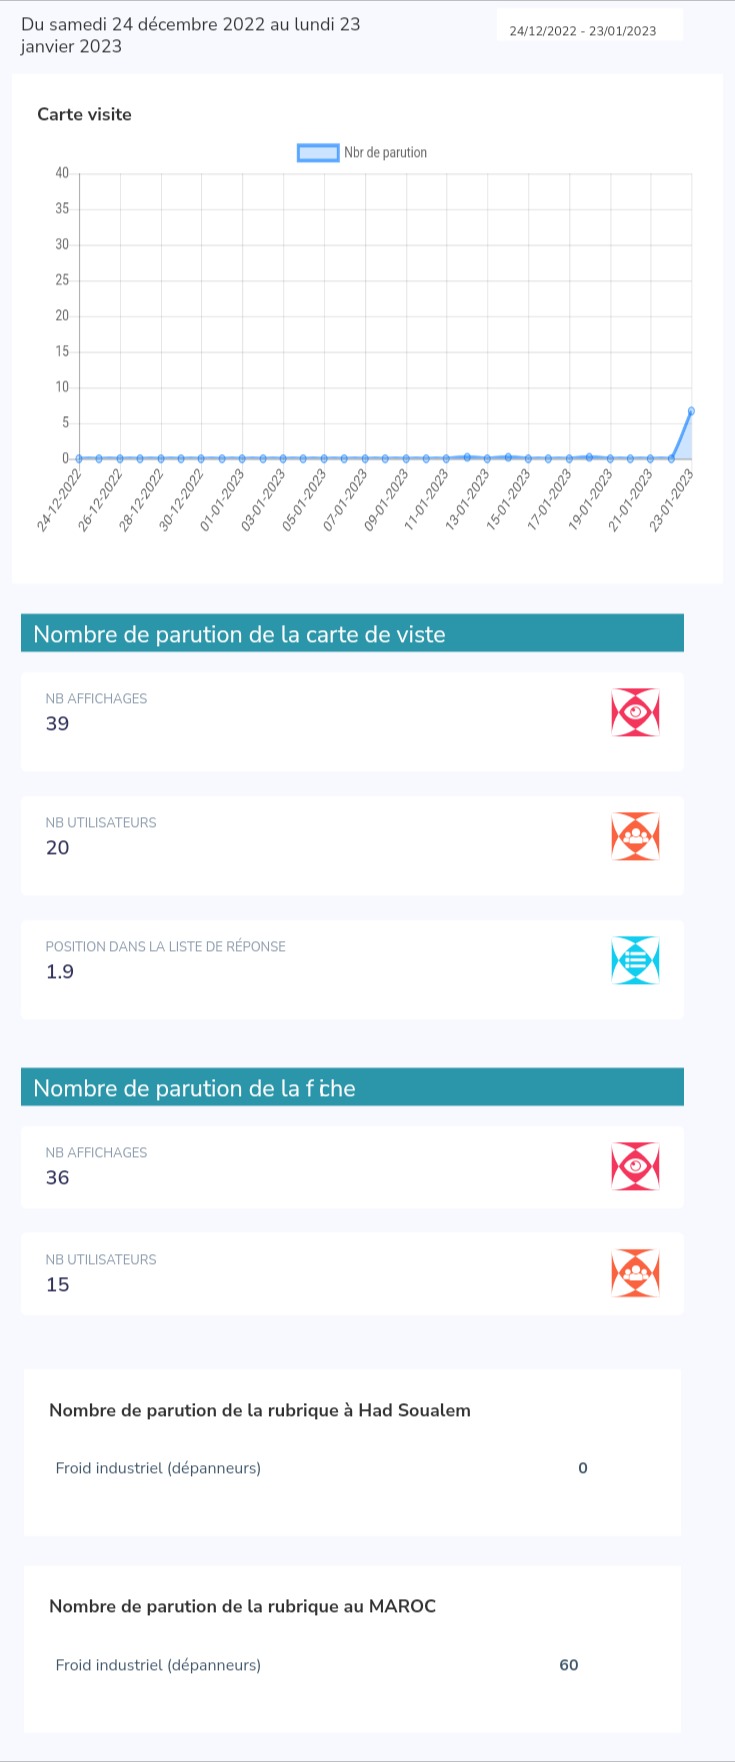 Du samedi 24 décembre 2022 au lundi 23
janvier 2023
24/12/2022 - 23/01/2023
Carte visite
Nbr de parution
40
35
30
25
20
15
10
5
0
24-12-2022
26-12-2022
28-12-2022
30-12-2022
01-01-2023
03-01-2023
05-01-2023
07-01-2023
09-01-2023
11-01-2023
13-01-2023
15-01-2023
17-01-2023
19-01-2023
21-01-2023
23-01-2023
Nombre de parution de la carte de viste
NB AFFICHAGES
39
NB UTILISATEURS
20
POSITION DANS LA LISTE DE RÉPONSE
1.9
Nombre de parution de la fiche
NB AFFICHAGES
36
NB UTILISATEURS
15
Nombre de parution de la rubrique à Had Soualem
Froid industriel (dépanneurs) 0
Nombre de parution de la rubrique au MAROC
Froid industriel (dépanneurs) 60